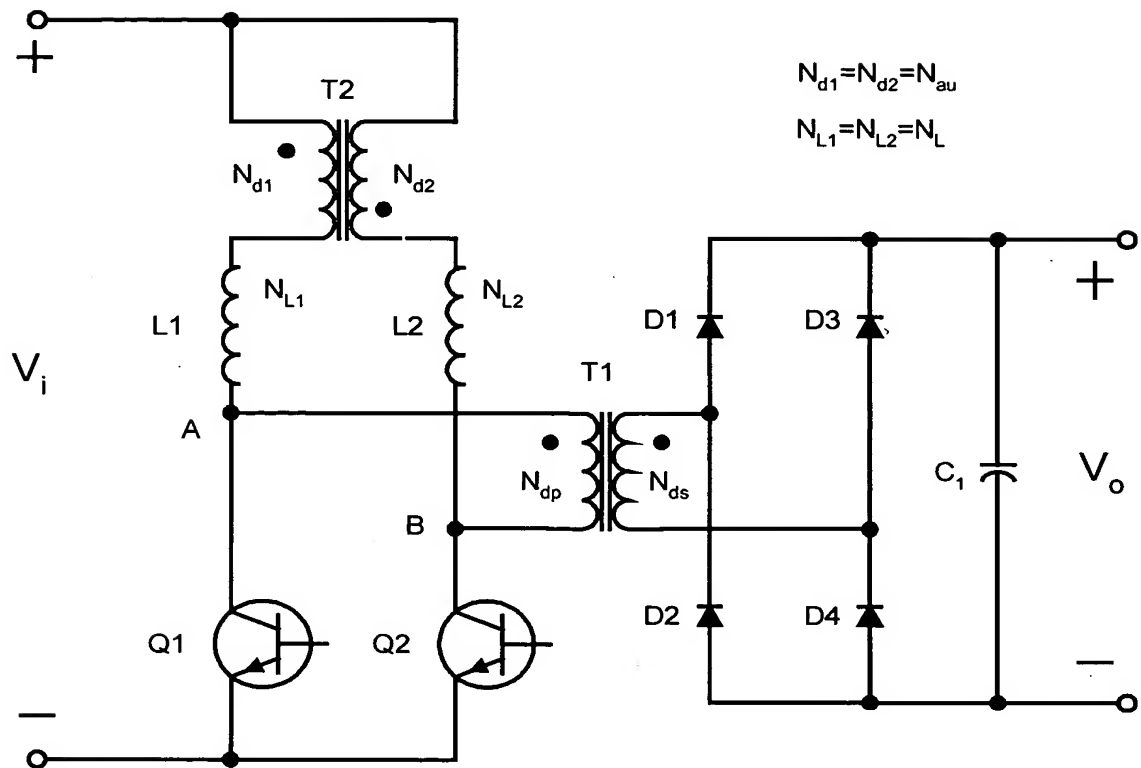 +
T2
N_d1=N_d2=N_au
N_L1=N_L2=N_L
N_d1
N_d2
N_L1
N_L2
L1
L2
D1
D3
+
V_i
T1
A
N_dp
N_ds
C_1
V_o
B
Q1
Q2
D2
D4
—
—